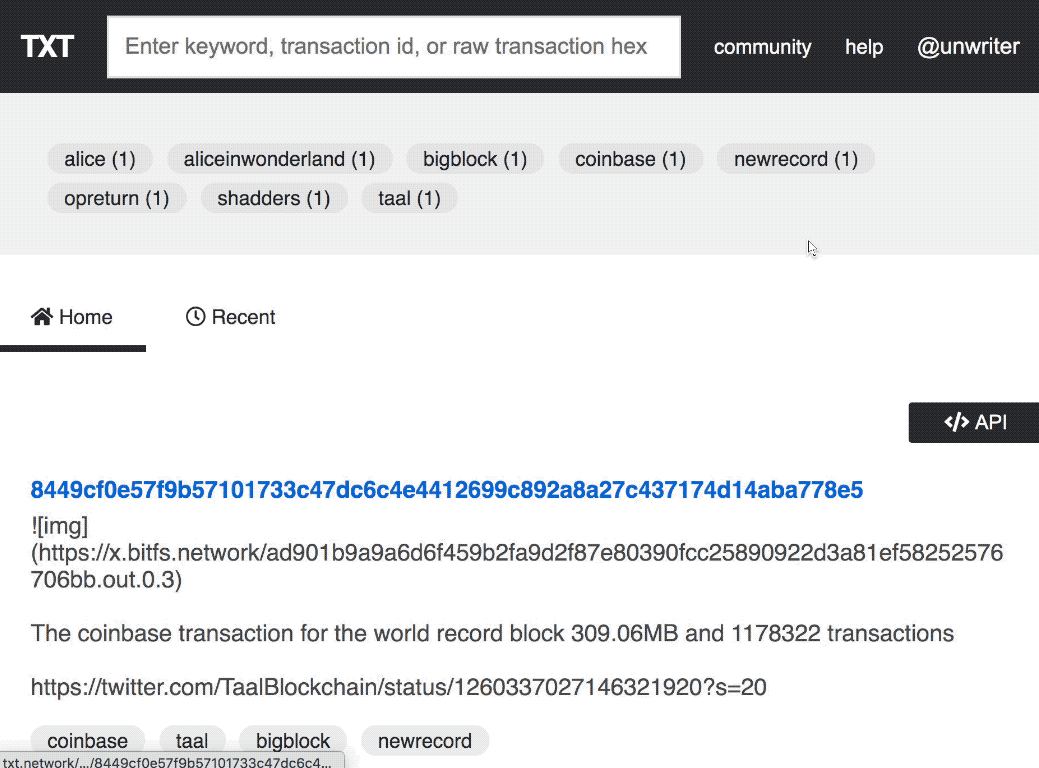 TXT
Enter keyword, transaction id, or raw transaction hex
community
help
@unwriter
alice (1)
aliceinwonderland (1)
bigblock (1)
coinbase (1)
newrecord (1)
opreturn (1)
shadders (1)
taal (1)
Home
Recent
</> API
8449cf0e57f9b57101733c47dc6c4e4412699c892a8a27c437174d14aba778e5
![img]
(https://x.bitfs.network/ad901b9a9a6d6f459b2fa9d2f87e80390fcc25890922d3a81ef58252576
706bb.out.0.3)
The coinbase transaction for the world record block 309.06MB and 1178322 transactions
https://twitter.com/TaalBlockchain/status/1260337027146321920?s=20
coinbase
taal
bigblock
newrecord
txt.network/.../8449cf0e57f9b57101733c47dc6c4...